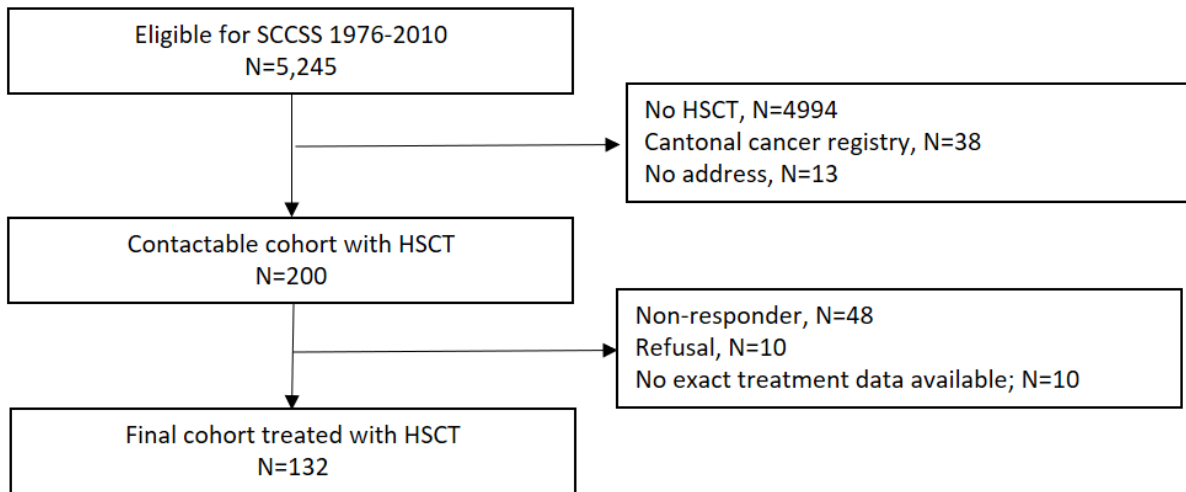 Eligible for SCCSS 1976-2010
N=5,245
No HSCT, N=4994
Cantonal cancer registry, N=38
No address, N=13
Contactable cohort with HSCT
N=200
Non-responder, N=48
Refusal, N=10
No exact treatment data available; N=10
Final cohort treated with HSCT
N=132